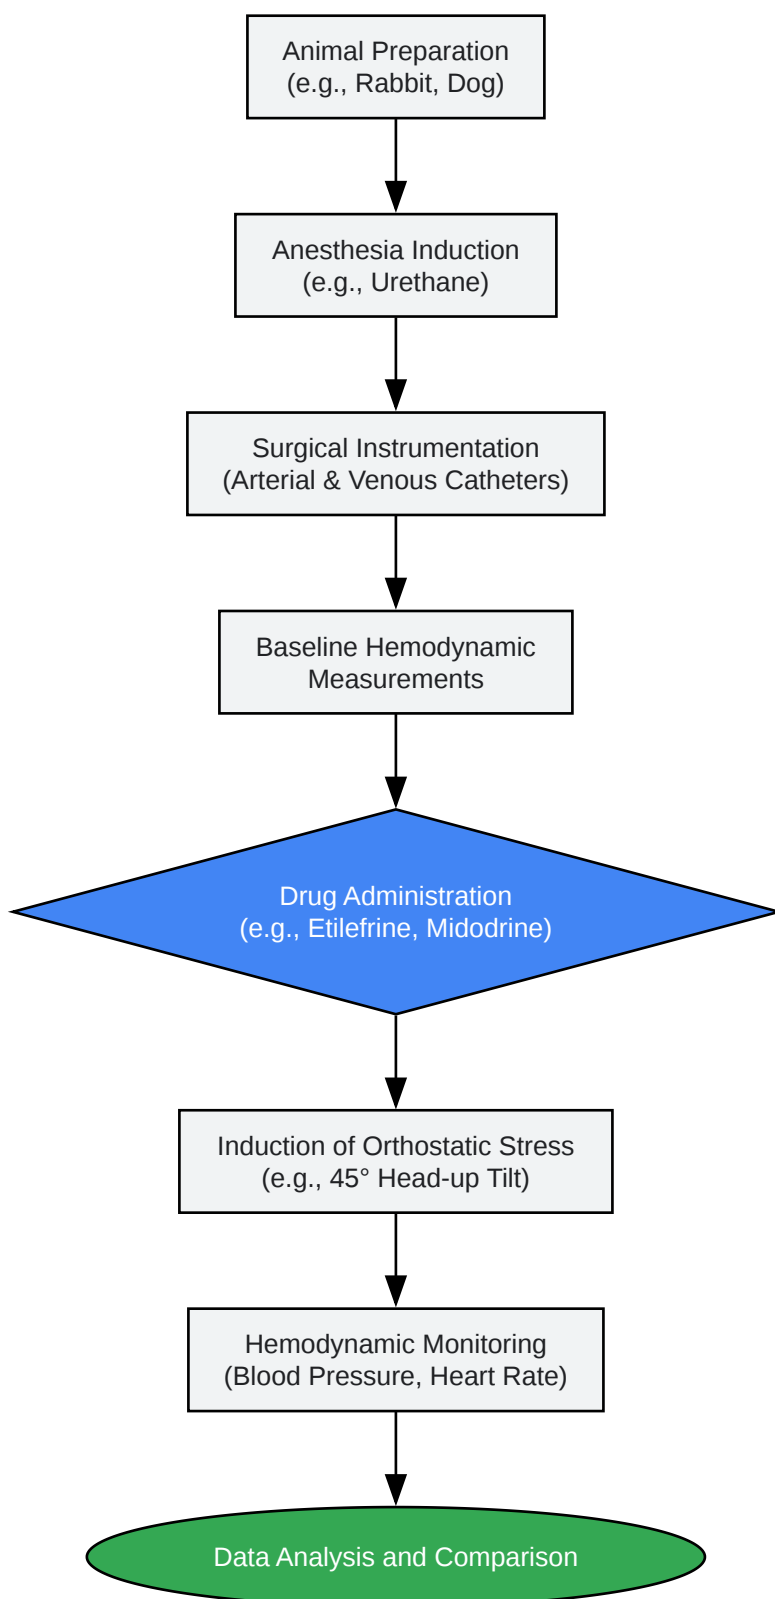 Animal Preparation
(e.g., Rabbit, Dog)
Anesthesia Induction
(e.g., Urethane)
Surgical Instrumentation
(Arterial & Venous Catheters)
Baseline Hemodynamic
Measurements
Drug Administration
(e.g., Etilefrine, Midodrine)
Induction of Orthostatic Stress
(e.g., 45° Head-up Tilt)
Hemodynamic Monitoring
(Blood Pressure, Heart Rate)
Data Analysis and Comparison